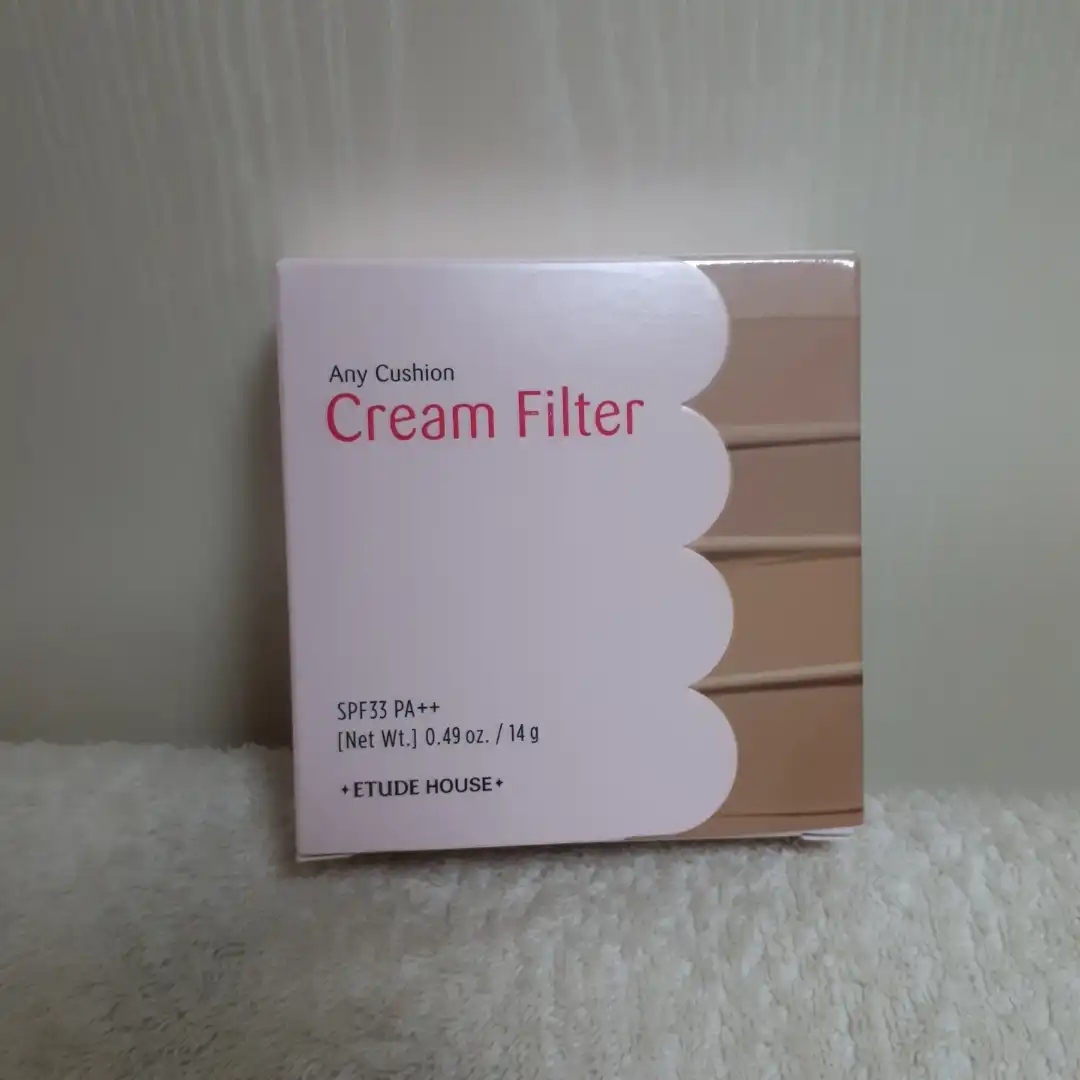 Any Cushion
Cream Filter
SPF33 PA++
[Net Wt.] 0.49 oz. / 14 g
ETUDE HOUSE